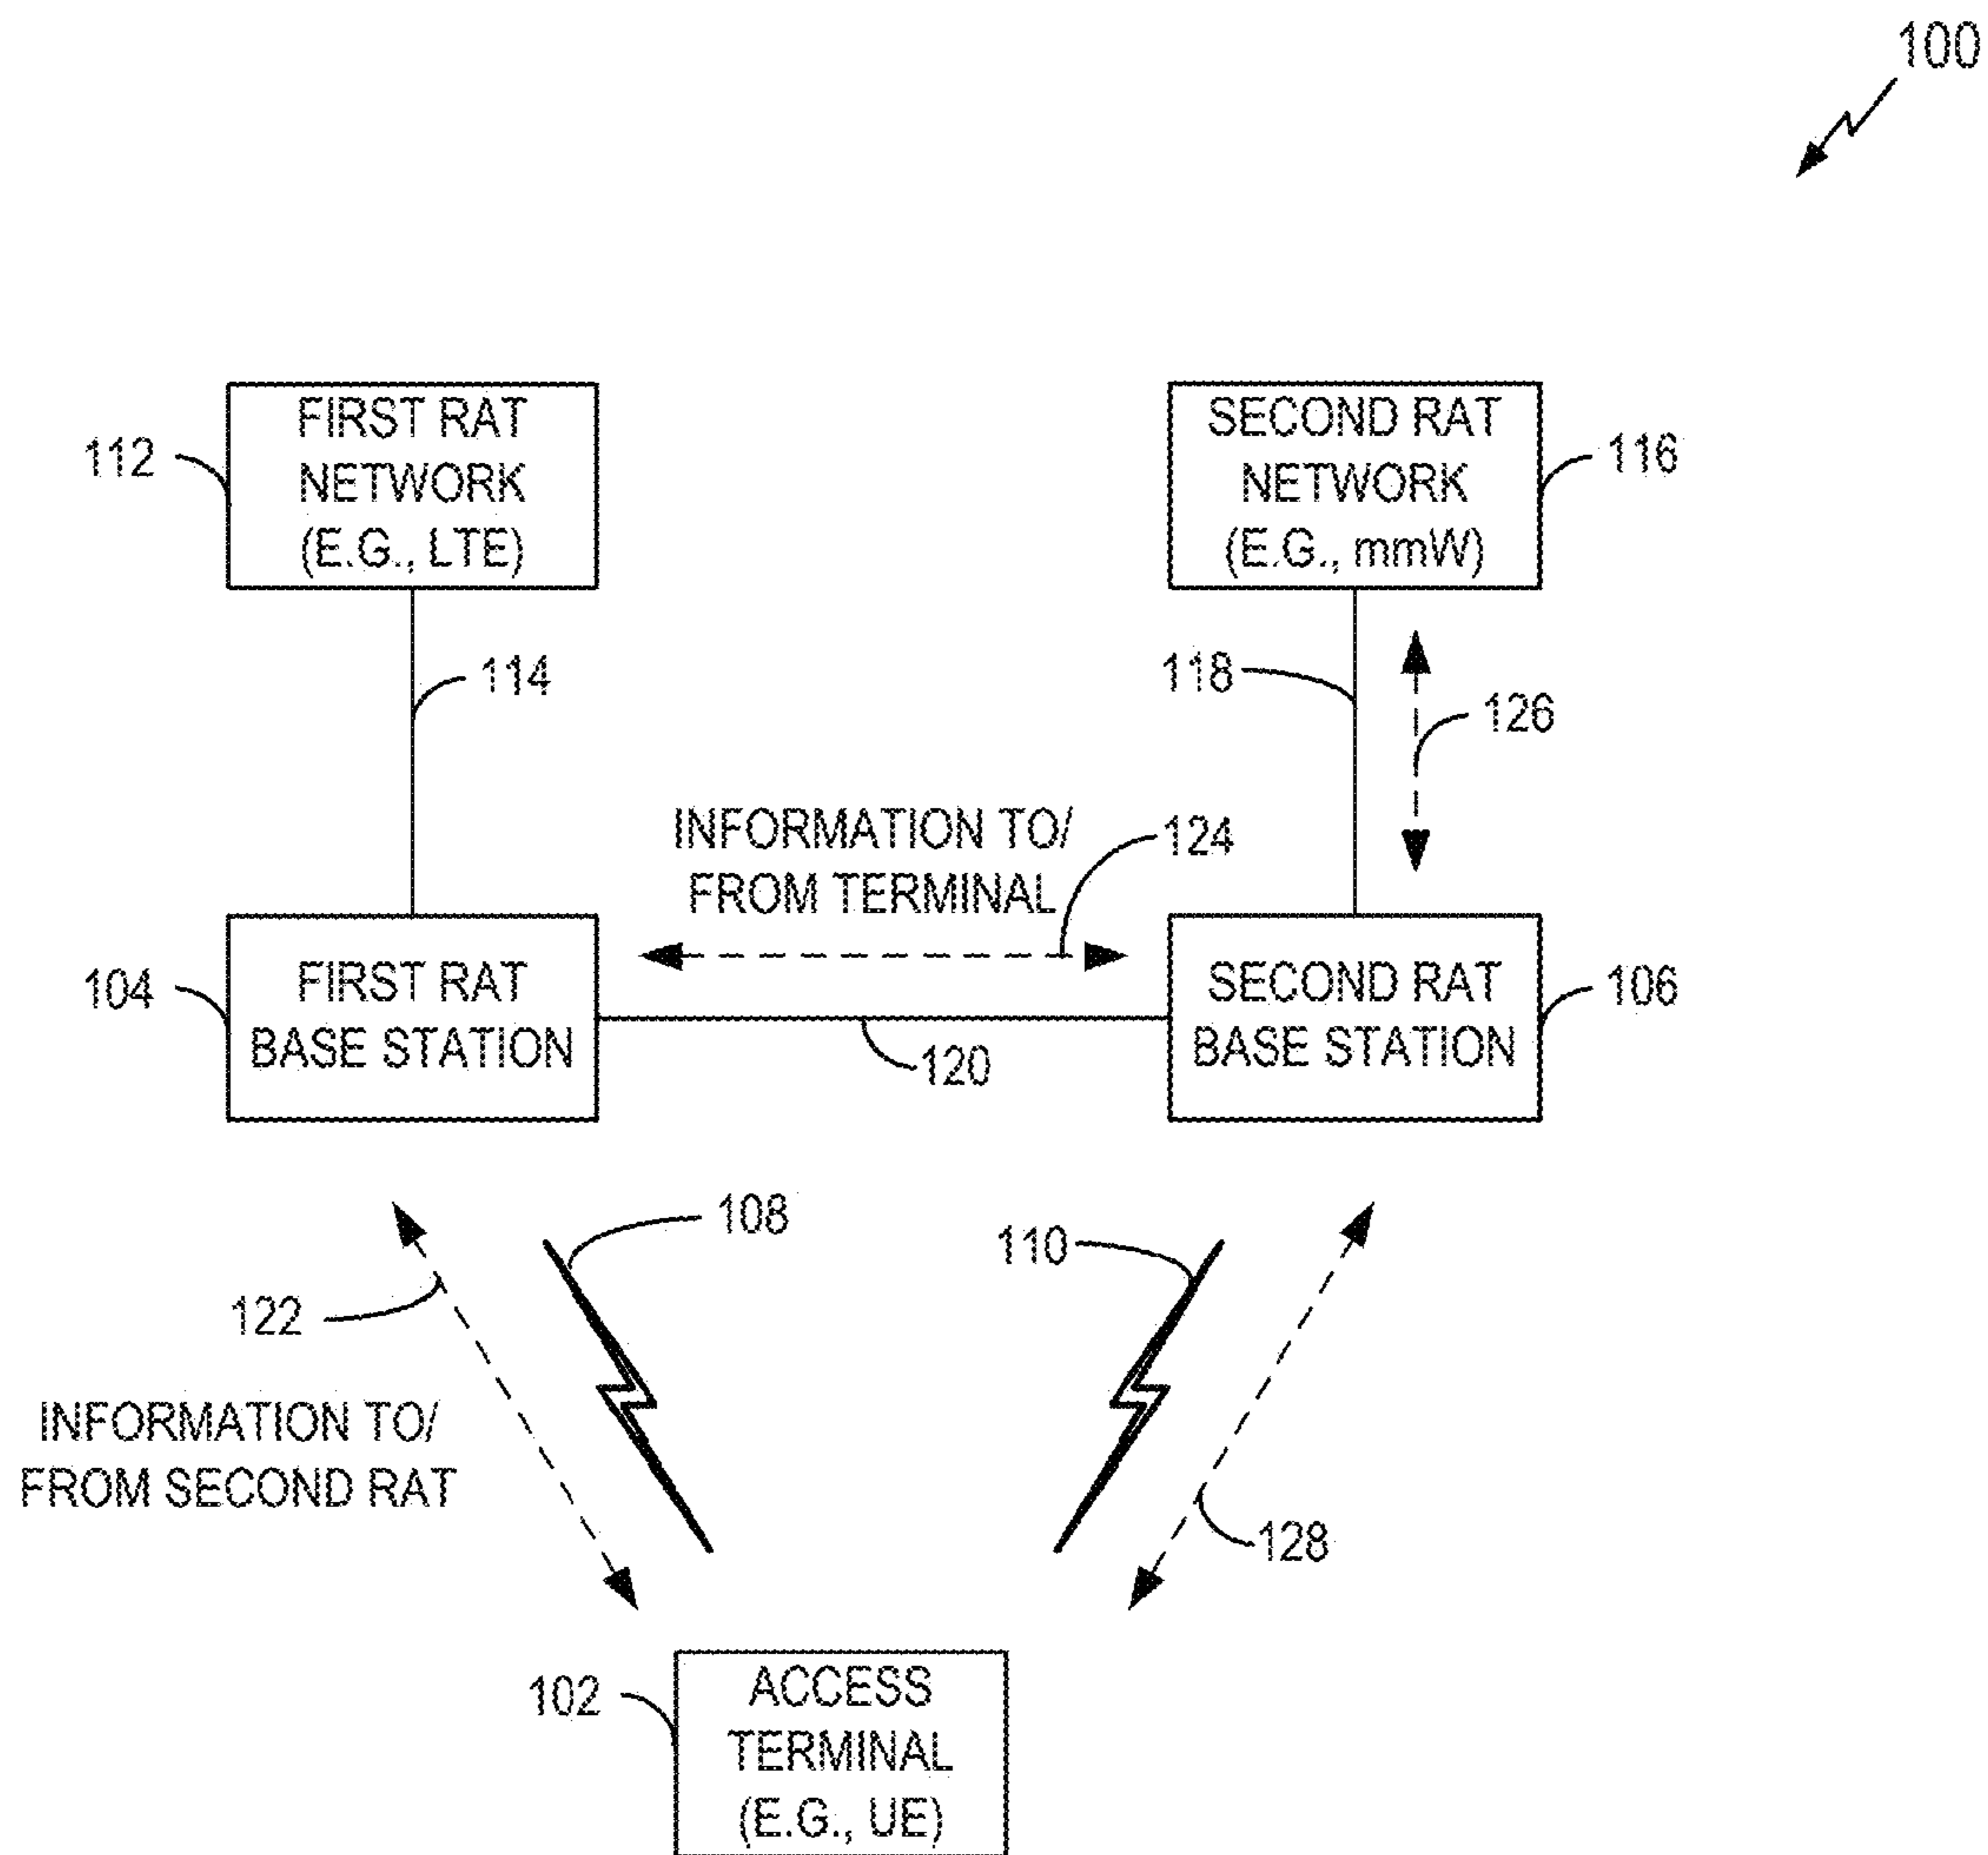 100
FIRST RAT
NETWORK
(E.G., LTE)
112
SECOND RAT
NETWORK
(E.G., mmW)
116
114
118
126
INFORMATION TO/
FROM TERMINAL
124
104
FIRST RAT
BASE STATION
120
SECOND RAT
BASE STATION
106
108
110
122
INFORMATION TO/
FROM SECOND RAT
128
102
ACCESS
TERMINAL
(E.G., UE)